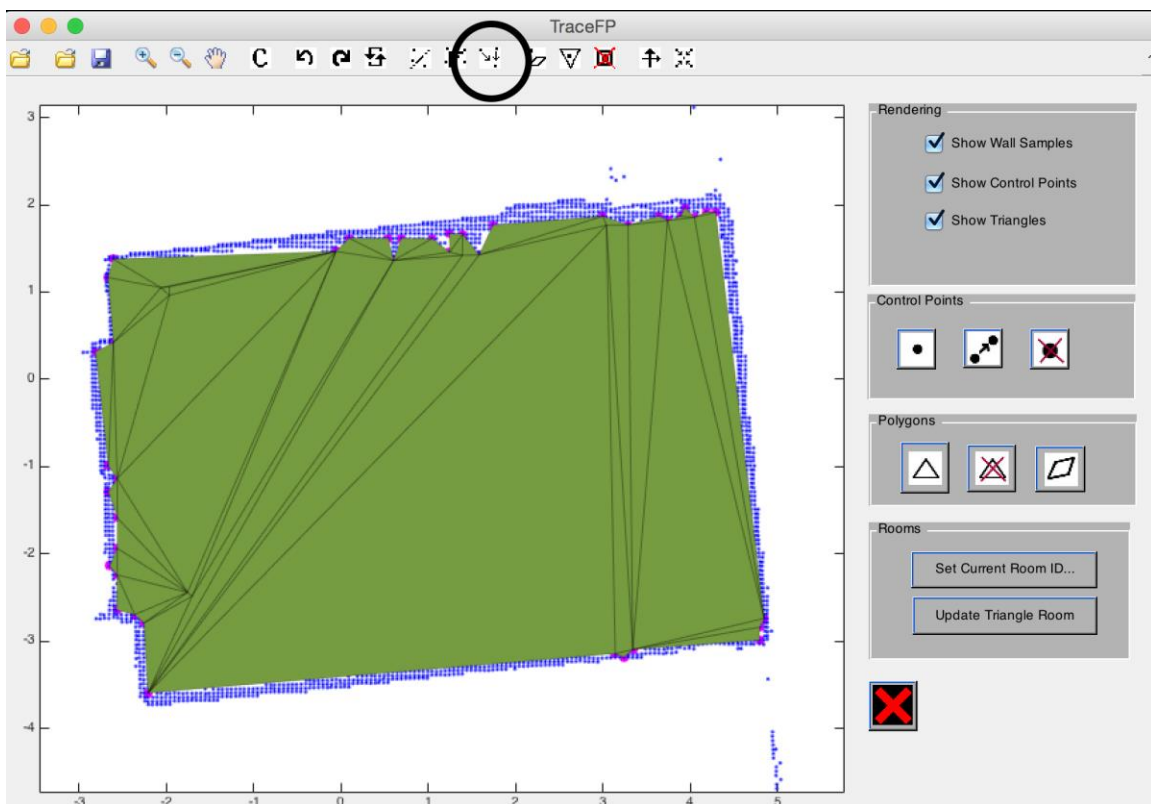 TraceFP
C
3
2
1
0
-1
-2
-3
-4
-3
-2
-1
0
1
2
3
4
5
Rendering
Show Wall Samples
Show Control Points
Show Triangles
Control Points
Polygons
Rooms
Set Current Room ID...
Update Triangle Room